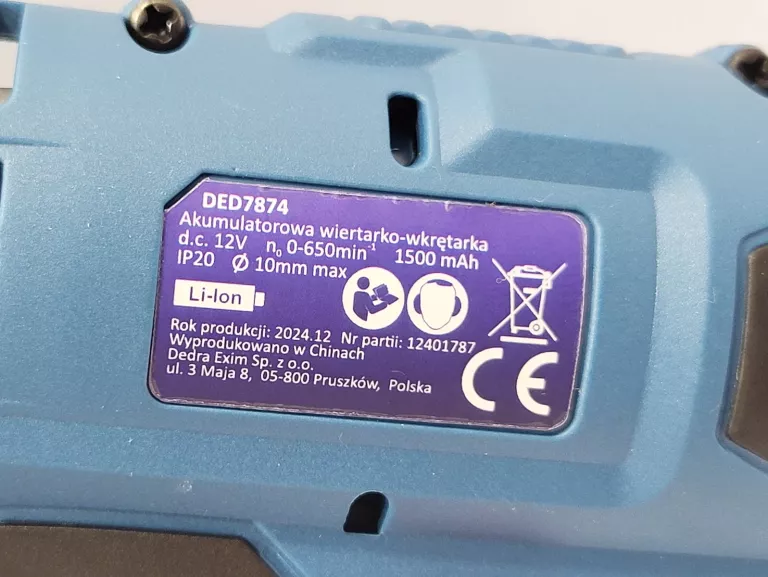 DED7874
Akumulatorowa wiertarko-wkrętarka
d.c. 12V n₀ 0-650min⁻¹ 1500 mAh
IP20 Ø 10mm max
Li-Ion
Rok produkcji: 2024.12 Nr partii: 12401787
Wyprodukowano w Chinach
Dedra Exim Sp. z o.o.
ul. 3 Maja 8, 05-800 Pruszków, Polska
CE